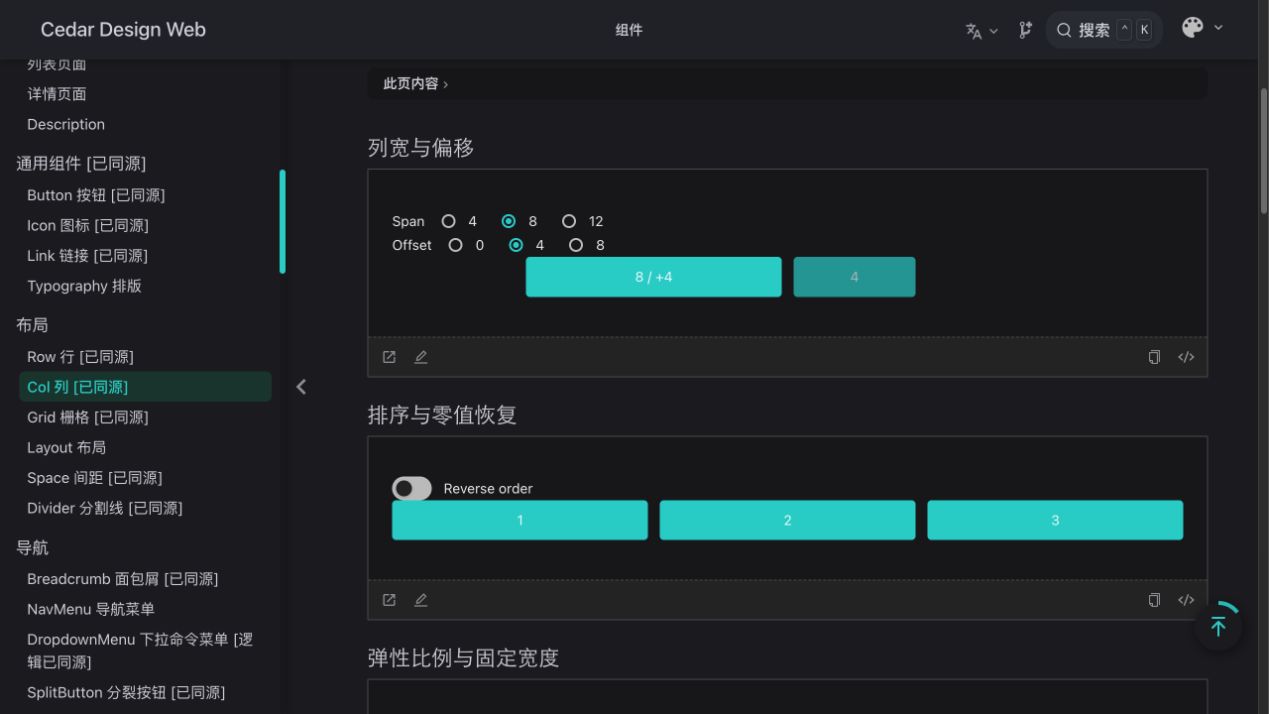 Cedar Design Web
组件
搜索 ^ K
列表页面
详情页面
Description
通用组件 [已同源]
Button 按钮 [已同源]
Icon 图标 [已同源]
Link 链接 [已同源]
Typography 排版
布局
Row 行 [已同源]
Col 列 [已同源]
Grid 栅格 [已同源]
Layout 布局
Space 间距 [已同源]
Divider 分割线 [已同源]
导航
Breadcrumb 面包屑 [已同源]
NavMenu 导航菜单
DropdownMenu 下拉命令菜单 [逻
辑已同源]
SplitButton 分裂按钮 [已同源]
此页内容 ›
列宽与偏移
Span 4 8 12
Offset 0 4 8
8 / +4
4
排序与零值恢复
Reverse order
1
2
3
弹性比例与固定宽度